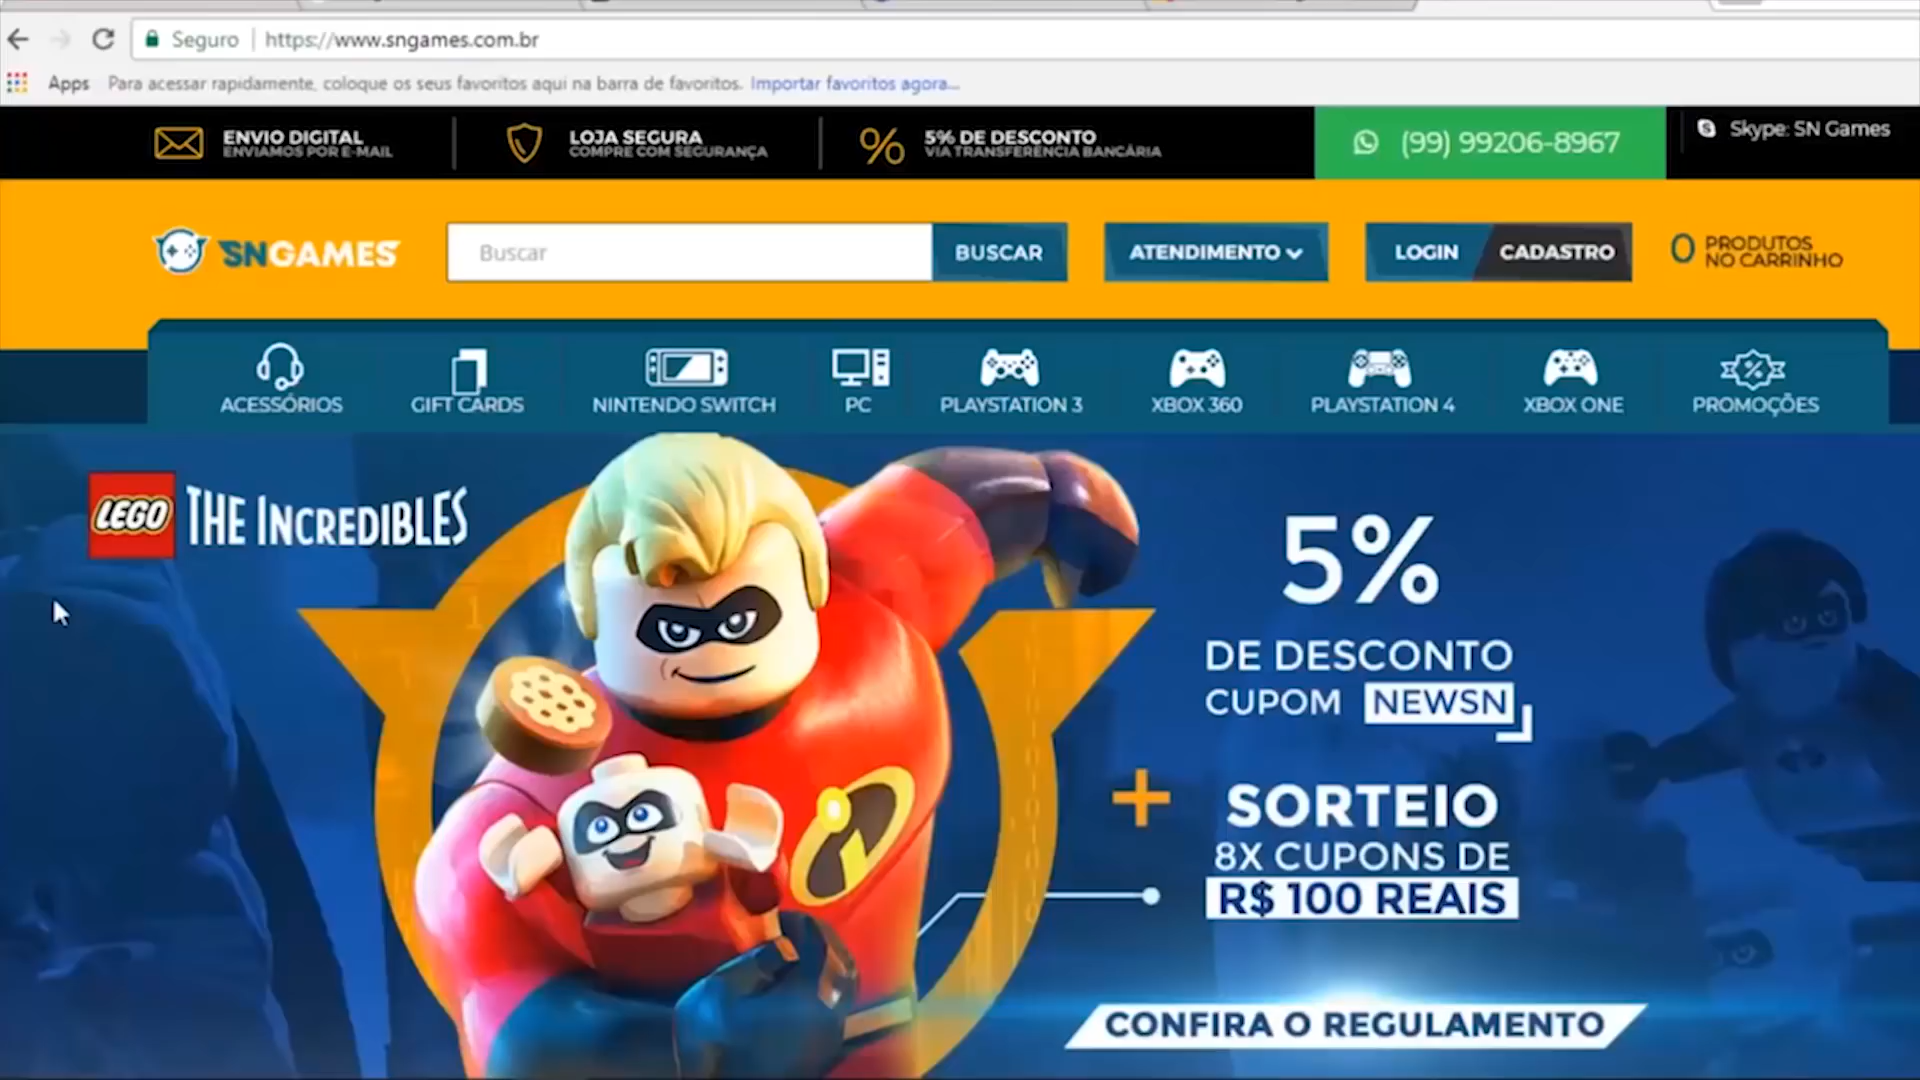 Seguro
https://www.sngames.com.br
Apps
Para acessar rapidamente, coloque os seus favoritos aqui na barra de favoritos.
Importar favoritos agora...
ENVIO DIGITAL
ENVIAMOS POR E-MAIL
LOJA SEGURA
COMPRE COM SEGURANÇA
5% DE DESCONTO
VIA TRANSFERENCIA BANCÁRIA
(99) 99206-8967
Skype: SN Games
SNGAMES
Buscar
BUSCAR
ATENDIMENTO
LOGIN
CADASTRO
0 PRODUTOS
NO CARRINHO
ACESSÓRIOS
GIFT CARDS
NINTENDO SWITCH
PC
PLAYSTATION 3
XBOX 360
PLAYSTATION 4
XBOX ONE
PROMOÇÕES
LEGO THE INCREDIBLES
5%
DE DESCONTO
CUPOM NEWSN
+ SORTEIO
8X CUPONS DE
R$ 100 REAIS
CONFIRA O REGULAMENTO